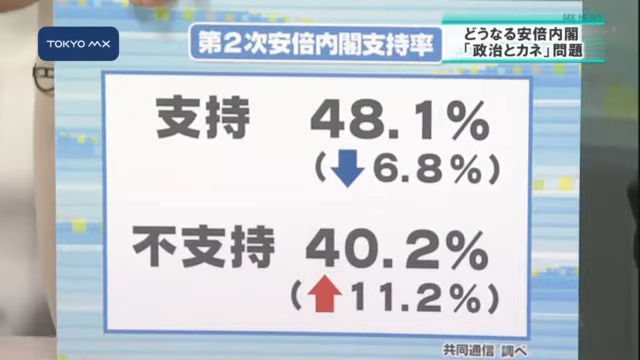 TOKYO MX
MX NEWS
どうなる安倍内閣
「政治とカネ」問題
第2次安倍内閣支持率
支持 48.1%
(⬇6.8%)
不支持 40.2%
(⬆11.2%)
共同通信 調べ